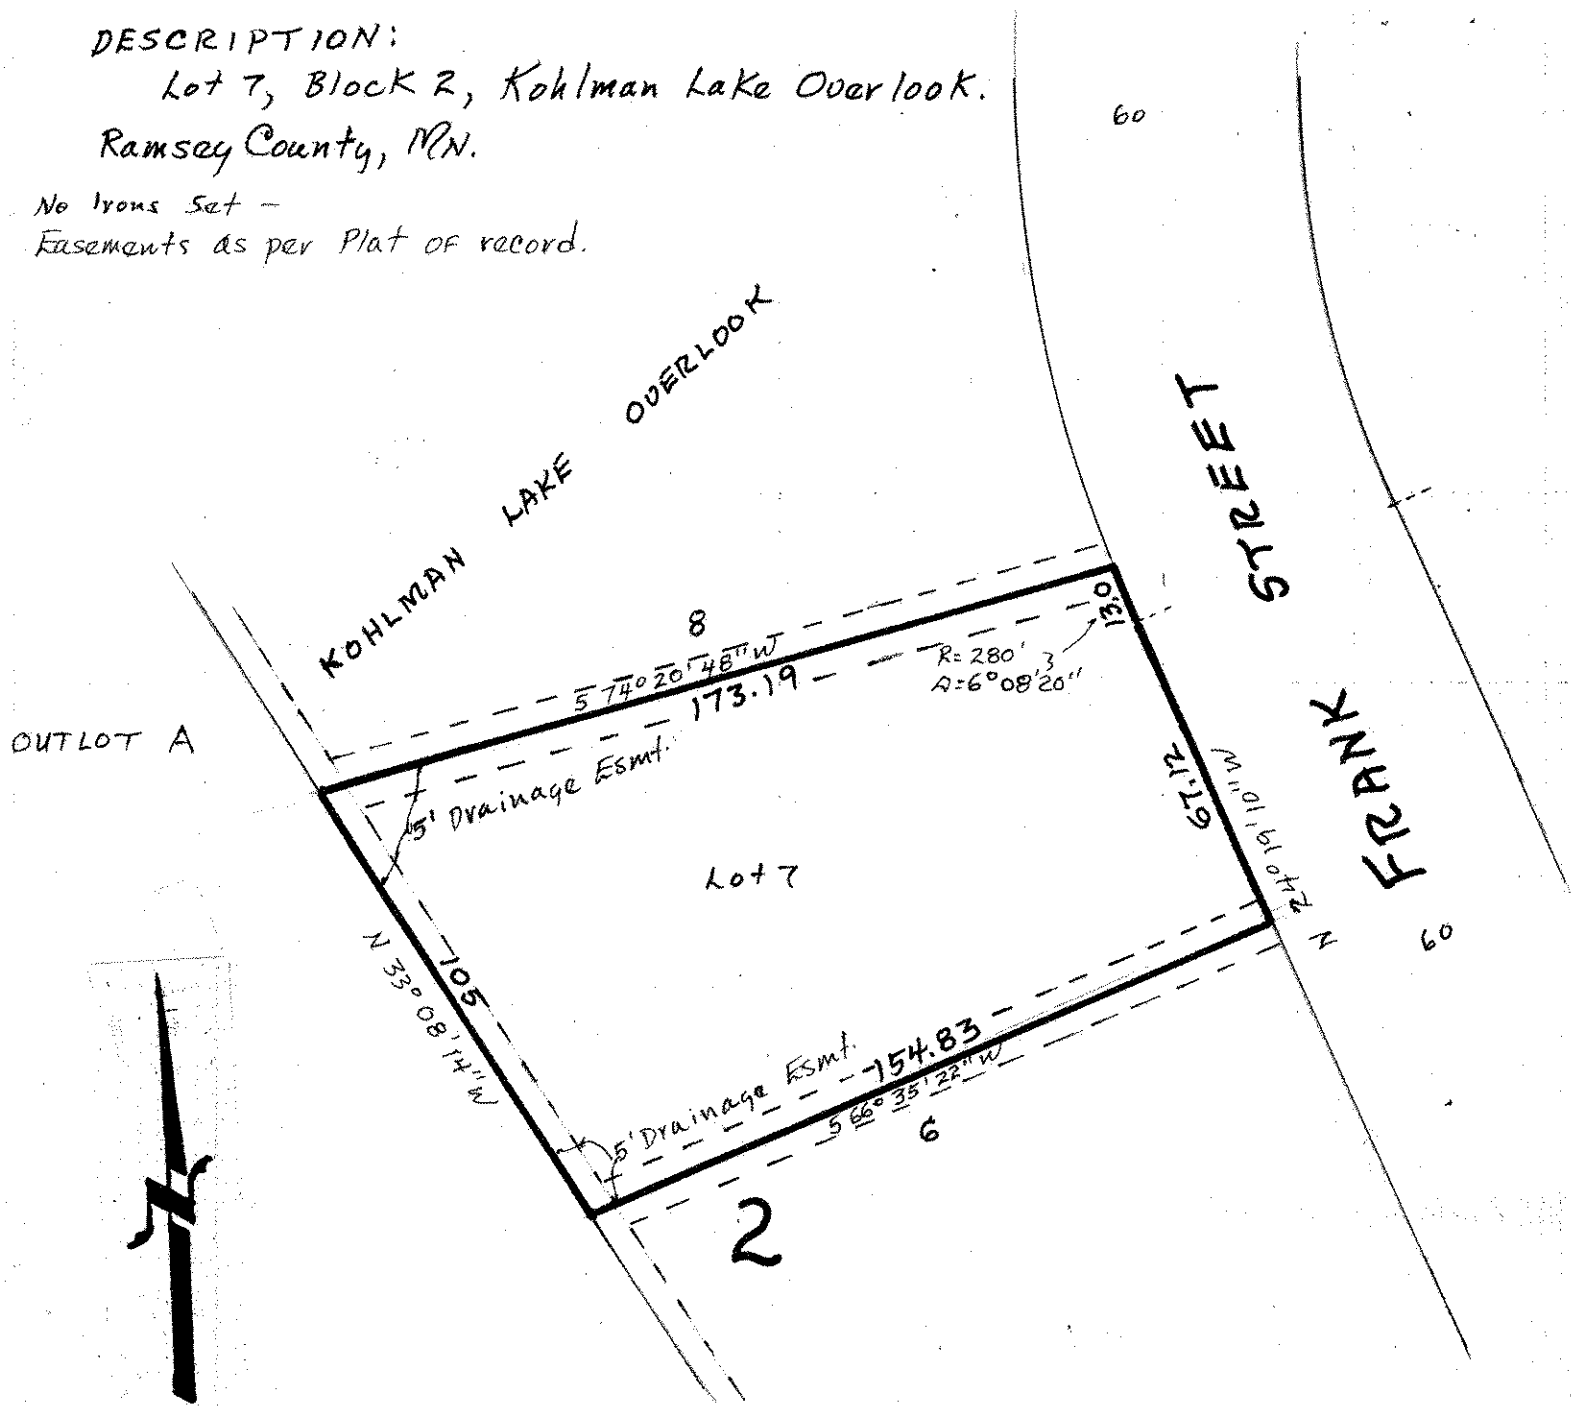 DESCRIPTION:
Lot 7, Block 2, Kohlman Lake Overlook.
Ramsey County, MN.
No Irons Set –
Easements as per Plat of record.
60
KOHLMAN LAKE OVERLOOK
STREET
8
S 74° 20' 48" W
173.19
13.0
R= 280'
Δ=6°08'20"
OUTLOT A
5' Drainage Esmt.
67.12
N 24° 19' 10" W
FRANK
60
Lot 7
105
N 33° 08' 14" W
5' Drainage Esmt.
154.83
S 66° 35' 22" W
6
2